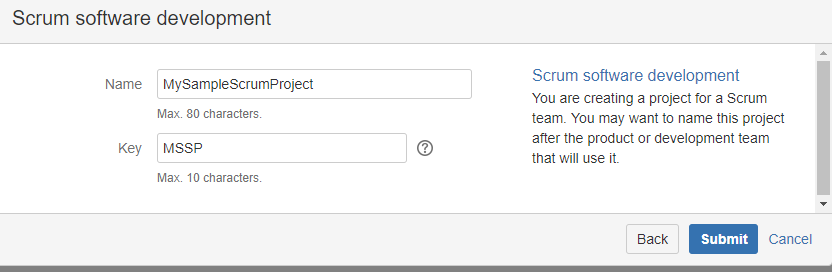 Scrum software development
Name MySampleScrumProject
Max. 80 characters.
Key MSSP ?
Max. 10 characters.
Scrum software development
You are creating a project for a Scrum
team. You may want to name this project
after the product or development team
that will use it.
Back Submit Cancel